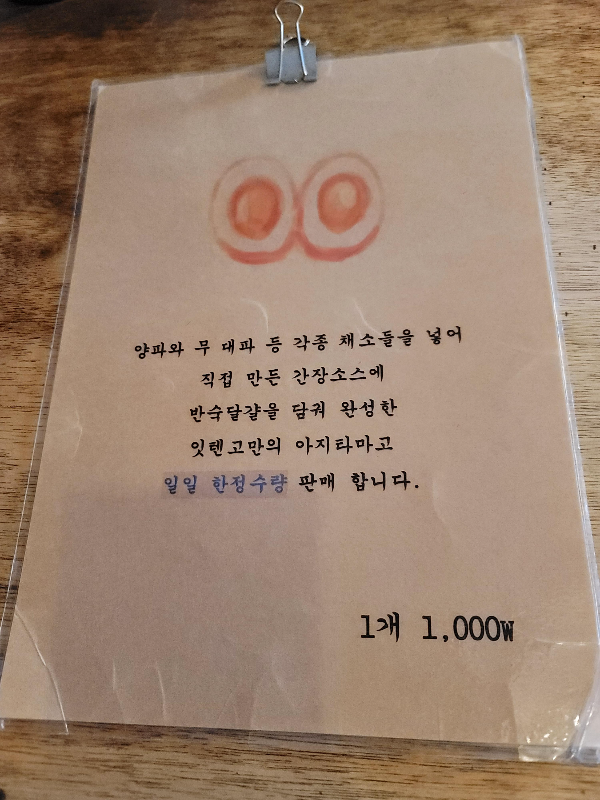 양파와 무 대파 등 각종 채소들을 넣어
직접 만든 간장소스에
반숙달걀을 담궈 완성한
잇텐고만의 아지타마고
일일 한정수량 판매 합니다.
1개 1,000w